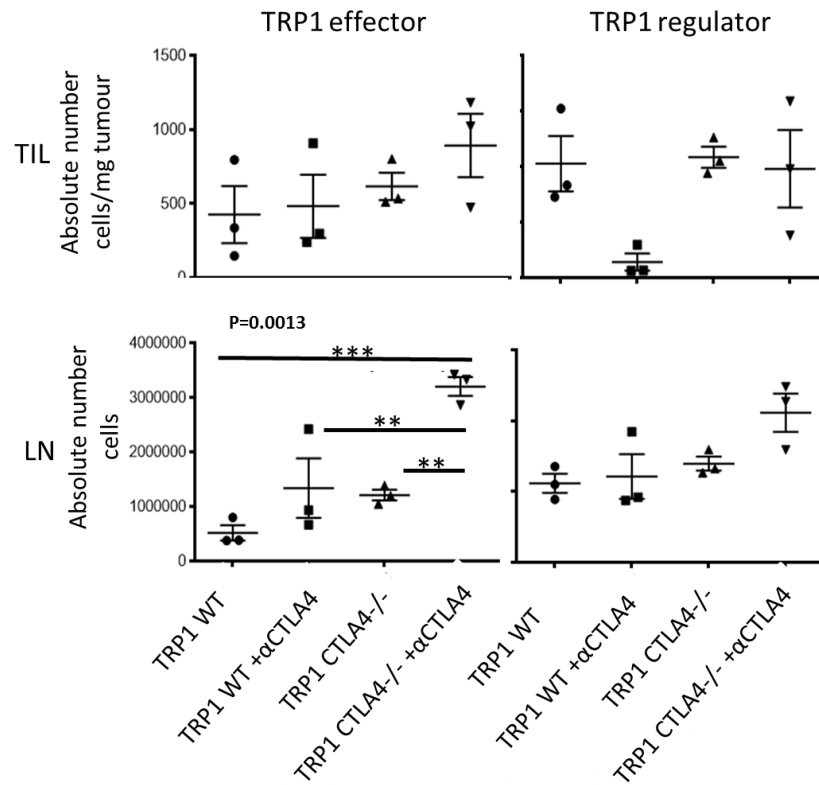 TRP1 effector
TRP1 regulator
TIL
Absolute number
cells/mg tumour
1500
1000
500
0
P=0.0013
LN
Absolute number
cells
4000000
3000000
2000000
1000000
0
***
**
**
TRP1 WT
TRP1 WT +αCTLA4
TRP1 CTLA4-/-
TRP1 CTLA4-/- +αCTLA4
TRP1 WT
TRP1 WT +αCTLA4
TRP1 CTLA4-/-
TRP1 CTLA4-/- +αCTLA4